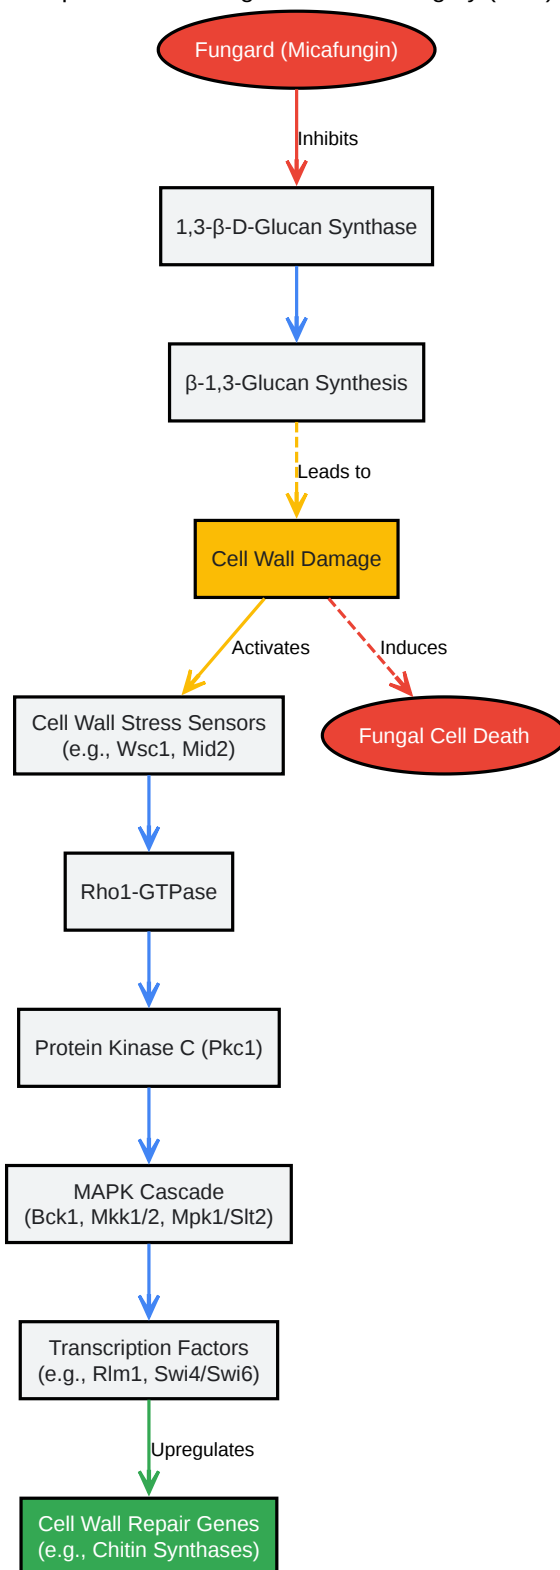 Fungard (Micafungin)
Inhibits
1,3-β-D-Glucan Synthase
β-1,3-Glucan Synthesis
Leads to
Cell Wall Damage
Activates
Induces
Cell Wall Stress Sensors
(e.g., Wsc1, Mid2)
Fungal Cell Death
Rho1-GTPase
Protein Kinase C (Pkc1)
MAPK Cascade
(Bck1, Mkk1/2, Mpk1/Slt2)
Transcription Factors
(e.g., Rlm1, Swi4/Swi6)
Upregulates
Cell Wall Repair Genes
(e.g., Chitin Synthases)